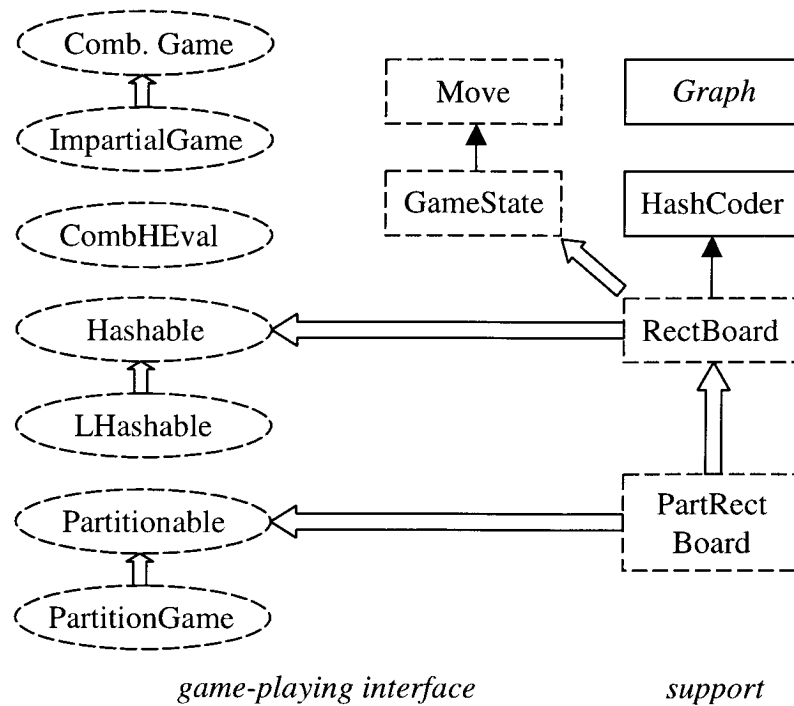 Comb. Game
ImpartialGame
CombHEval
Hashable
LHashable
Partitionable
PartitionGame
Move
GameState
Graph
HashCoder
RectBoard
PartRect
Board
game-playing interface
support